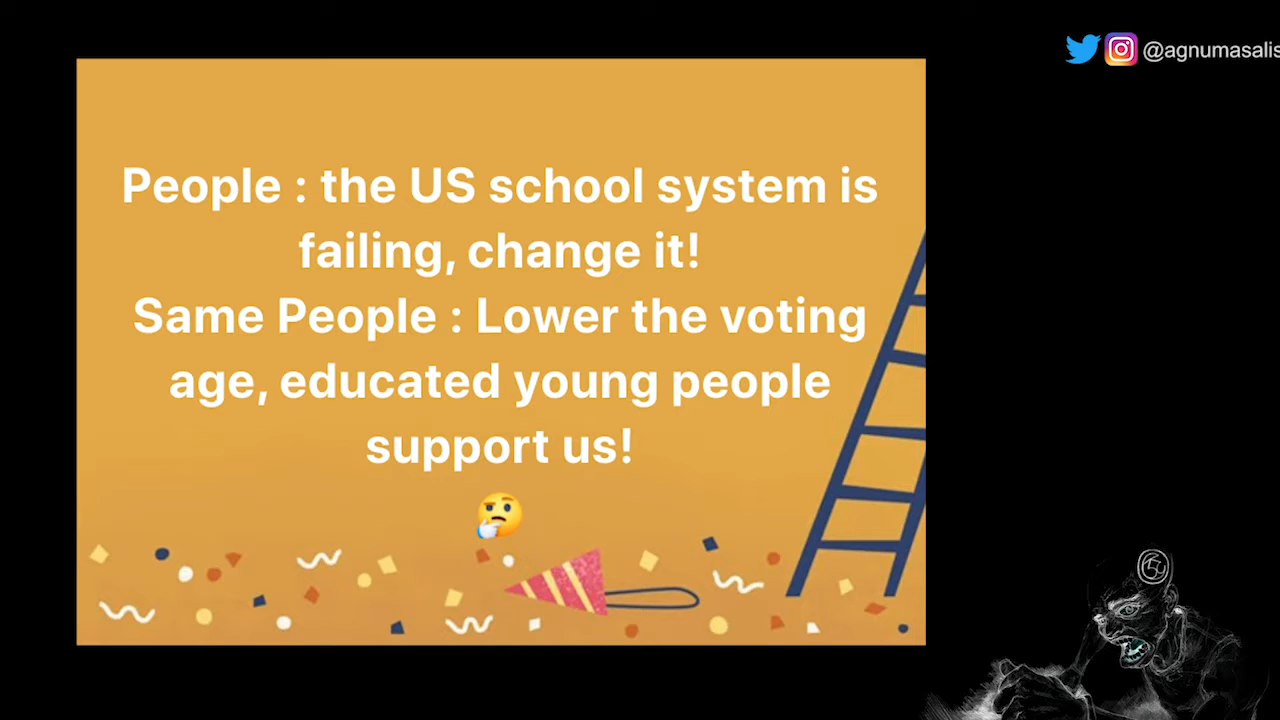 @agnumasalis
People : the US school system is
failing, change it!
Same People : Lower the voting
age, educated young people
support us!